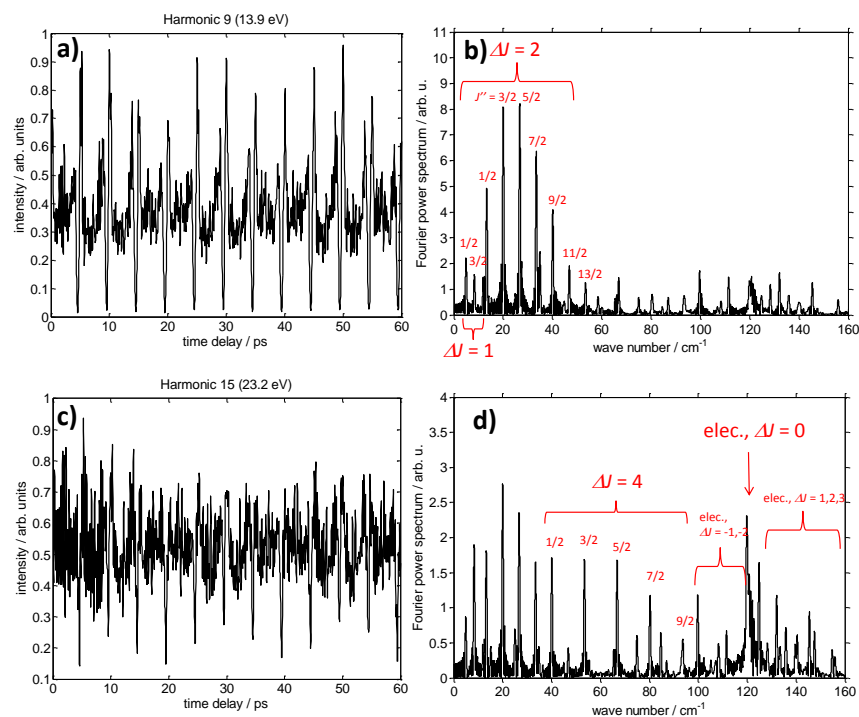 Harmonic 9 (13.9 eV)
a)
intensity / arb. units
1
0.9
0.8
0.7
0.6
0.5
0.4
0.3
0.2
0.1
0
0 10 20 30 40 50 60
time delay / ps
b)
ΔJ = 2
J'' = 3/2 5/2
7/2
1/2
9/2
1/2
3/2
11/2
13/2
Fourier power spectrum / arb. u.
11
10
9
8
7
6
5
4
3
2
1
0
0 20 40 60 80 100 120 140 160
wave number / cm-1
ΔJ = 1
Harmonic 15 (23.2 eV)
c)
intensity / arb. units
1
0.9
0.8
0.7
0.6
0.5
0.4
0.3
0.2
0.1
0
0 10 20 30 40 50 60
time delay / ps
d)
elec., ΔJ = 0
ΔJ = 4
elec., ΔJ = 1,2,3
elec.,
ΔJ = -1,-2
1/2 3/2 5/2
7/2
9/2
Fourier power spectrum / arb. u.
4
3.5
3
2.5
2
1.5
1
0.5
0
0 20 40 60 80 100 120 140 160
wave number / cm-1